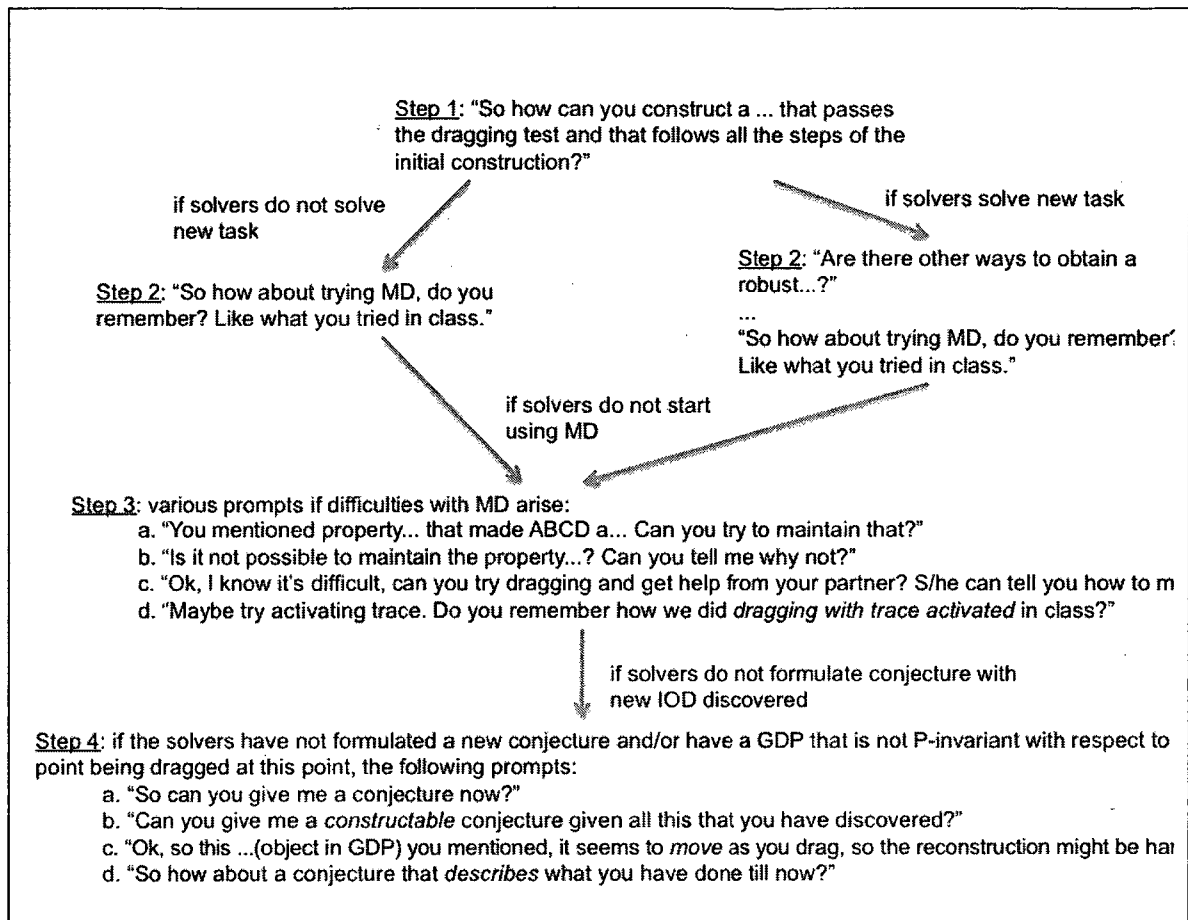 Step 1: “So how can you construct a ... that passes
the dragging test and that follows all the steps of the
initial construction?”
if solvers do not solve
new task
if solvers solve new task
Step 2: “So how about trying MD, do you
remember? Like what you tried in class.”
Step 2: “Are there other ways to obtain a
robust...?”
...
“So how about trying MD, do you remember?
Like what you tried in class.”
if solvers do not start
using MD
Step 3: various prompts if difficulties with MD arise:
a. “You mentioned property... that made ABCD a... Can you try to maintain that?”
b. “Is it not possible to maintain the property...? Can you tell me why not?”
c. “Ok, I know it's difficult, can you try dragging and get help from your partner? S/he can tell you how to m
d. “Maybe try activating trace. Do you remember how we did dragging with trace activated in class?”
if solvers do not formulate conjecture with
new IOD discovered
Step 4: if the solvers have not formulated a new conjecture and/or have a GDP that is not P-invariant with respect to
point being dragged at this point, the following prompts:
a. “So can you give me a conjecture now?”
b. “Can you give me a constructable conjecture given all this that you have discovered?”
c. “Ok, so this ...(object in GDP) you mentioned, it seems to move as you drag, so the reconstruction might be har
d. “So how about a conjecture that describes what you have done till now?”